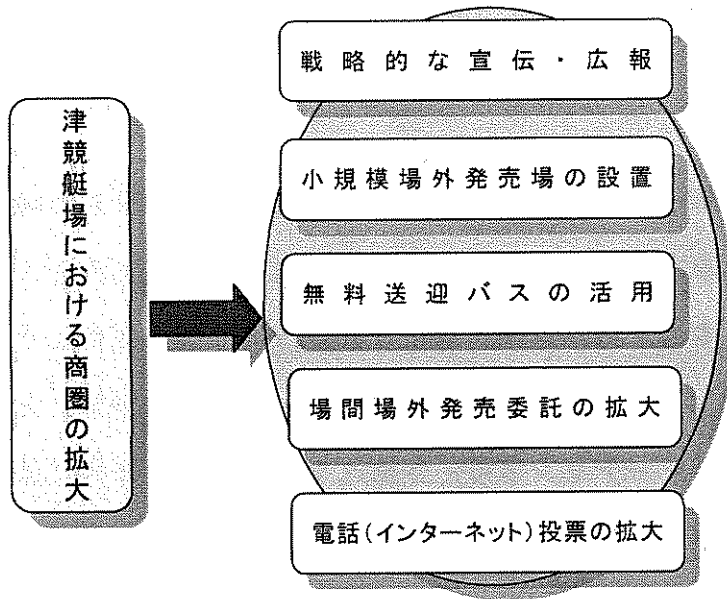 津競艇場における商圏の拡大
戦略的な宣伝・広報
小規模場外発売場の設置
無料送迎バスの活用
場間場外発売委託の拡大
電話(インターネット)投票の拡大